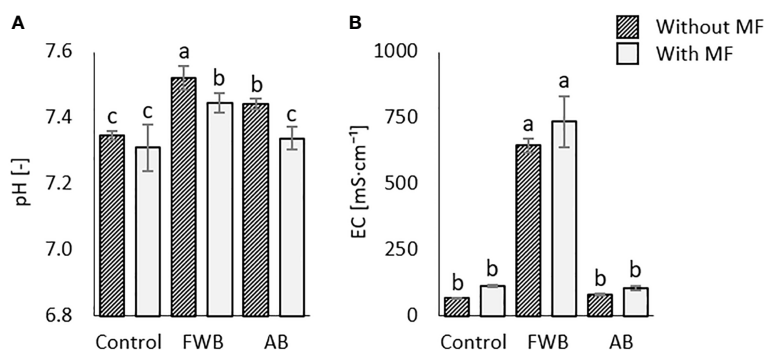 A
B
Without MF
With MF
pH [-]
7.6
7.4
7.2
7.0
6.8
c c a b b c
Control FWB AB
EC [mS·cm⁻¹]
1000
750
500
250
0
b b a a b b
Control FWB AB